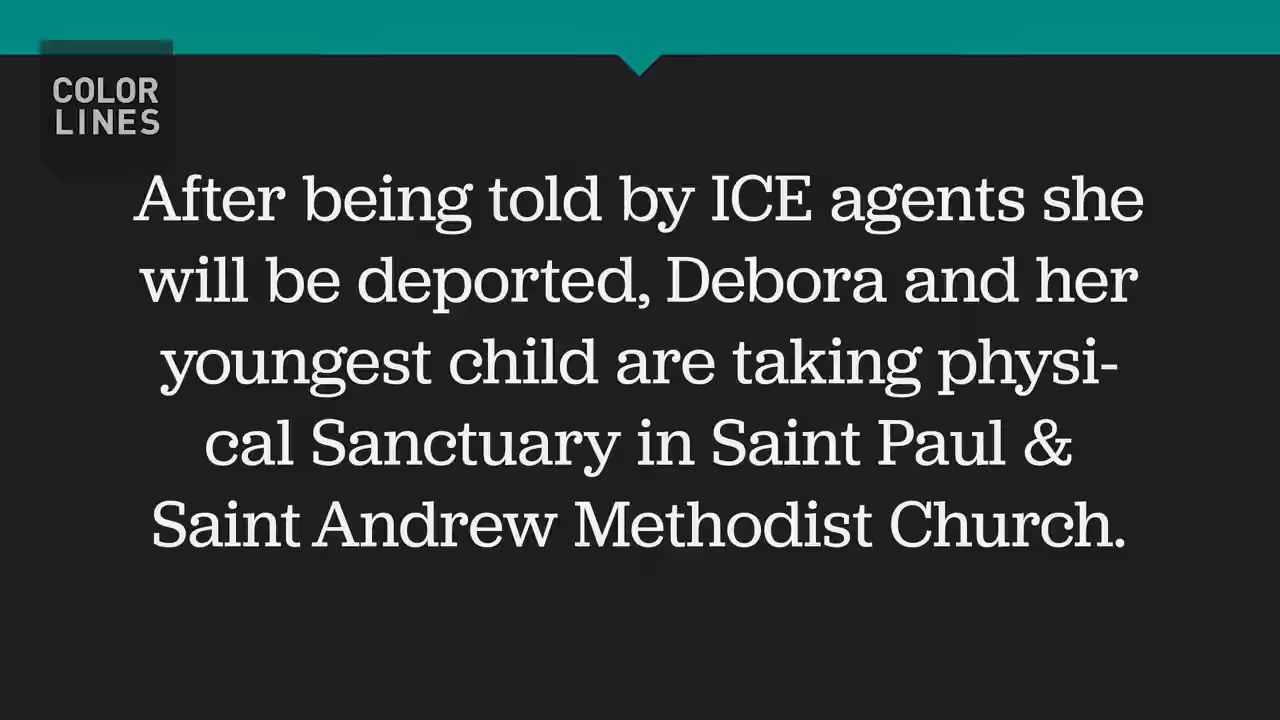 COLOR
LINES
After being told by ICE agents she
will be deported, Debora and her
youngest child are taking physi-
cal Sanctuary in Saint Paul &
Saint Andrew Methodist Church.